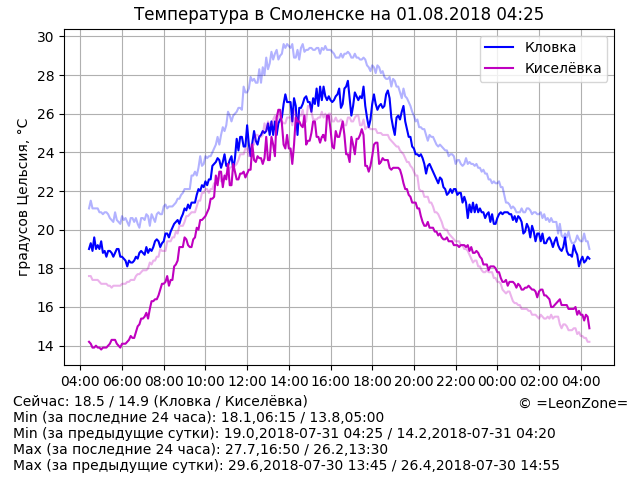 Температура в Смоленске на 01.08.2018 04:25
градусов Цельсия, °C
30
28
26
24
22
20
18
16
14
Кловка
Киселёвка
04:00 06:00 08:00 10:00 12:00 14:00 16:00 18:00 20:00 22:00 00:00 02:00 04:00
Сейчас: 18.5 / 14.9 (Кловка / Киселёвка)
© =LeonZone=
Min (за последние 24 часа): 18.1,06:15 / 13.8,05:00
Min (за предыдущие сутки): 19.0,2018-07-31 04:25 / 14.2,2018-07-31 04:20
Max (за последние 24 часа): 27.7,16:50 / 26.2,13:30
Max (за предыдущие сутки): 29.6,2018-07-30 13:45 / 26.4,2018-07-30 14:55